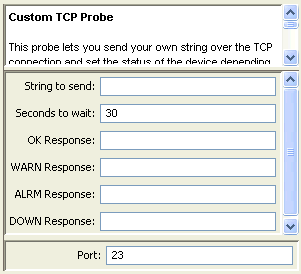 Custom TCP Probe
This probe lets you send your own string over the TCP
connection and set the status of the device depending
String to send:
Seconds to wait: 30
OK Response:
WARN Response:
ALRM Response:
DOWN Response:
Port: 23